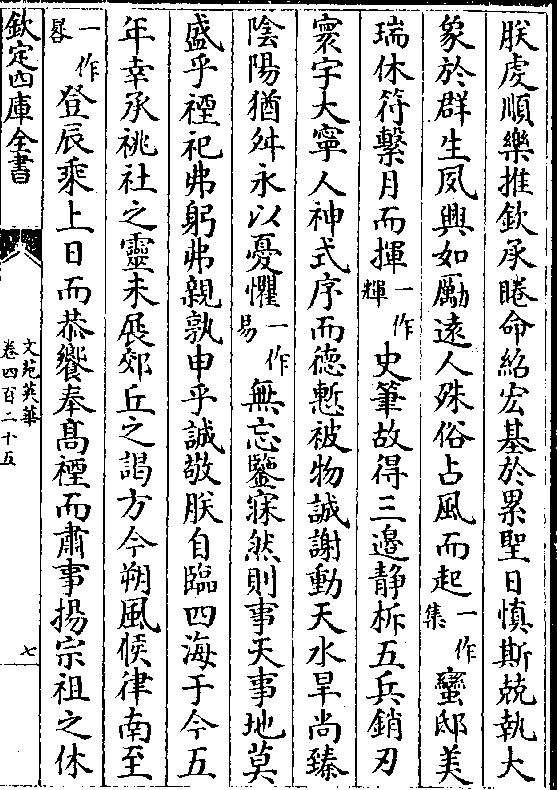 朕虔順樂推欽承睠命紹宏基於累聖日慎斯兢執大
象於群生夙興如勵遠人殊俗占風而起一作集蠻邸美
瑞休符繫月而揮一作輝史筆故得三邊静柝五兵銷刃
寰宇大寧人神式序而德慙被物誠謝動天水旱尚臻
陰陽猶舛永以憂懼一作易無忘鑒寐然則事天事地莫
盛乎禋祀弗躬弗親孰申乎誠敬朕自臨四海于今五
年幸承祧社之靈未展郊丘之謁方今朔風候律南至
一作晷登辰乘上日而恭饗奉髙禋而肅事揚宗祖之休
欽定四庫全書
文苑英華
卷四百二十五
七